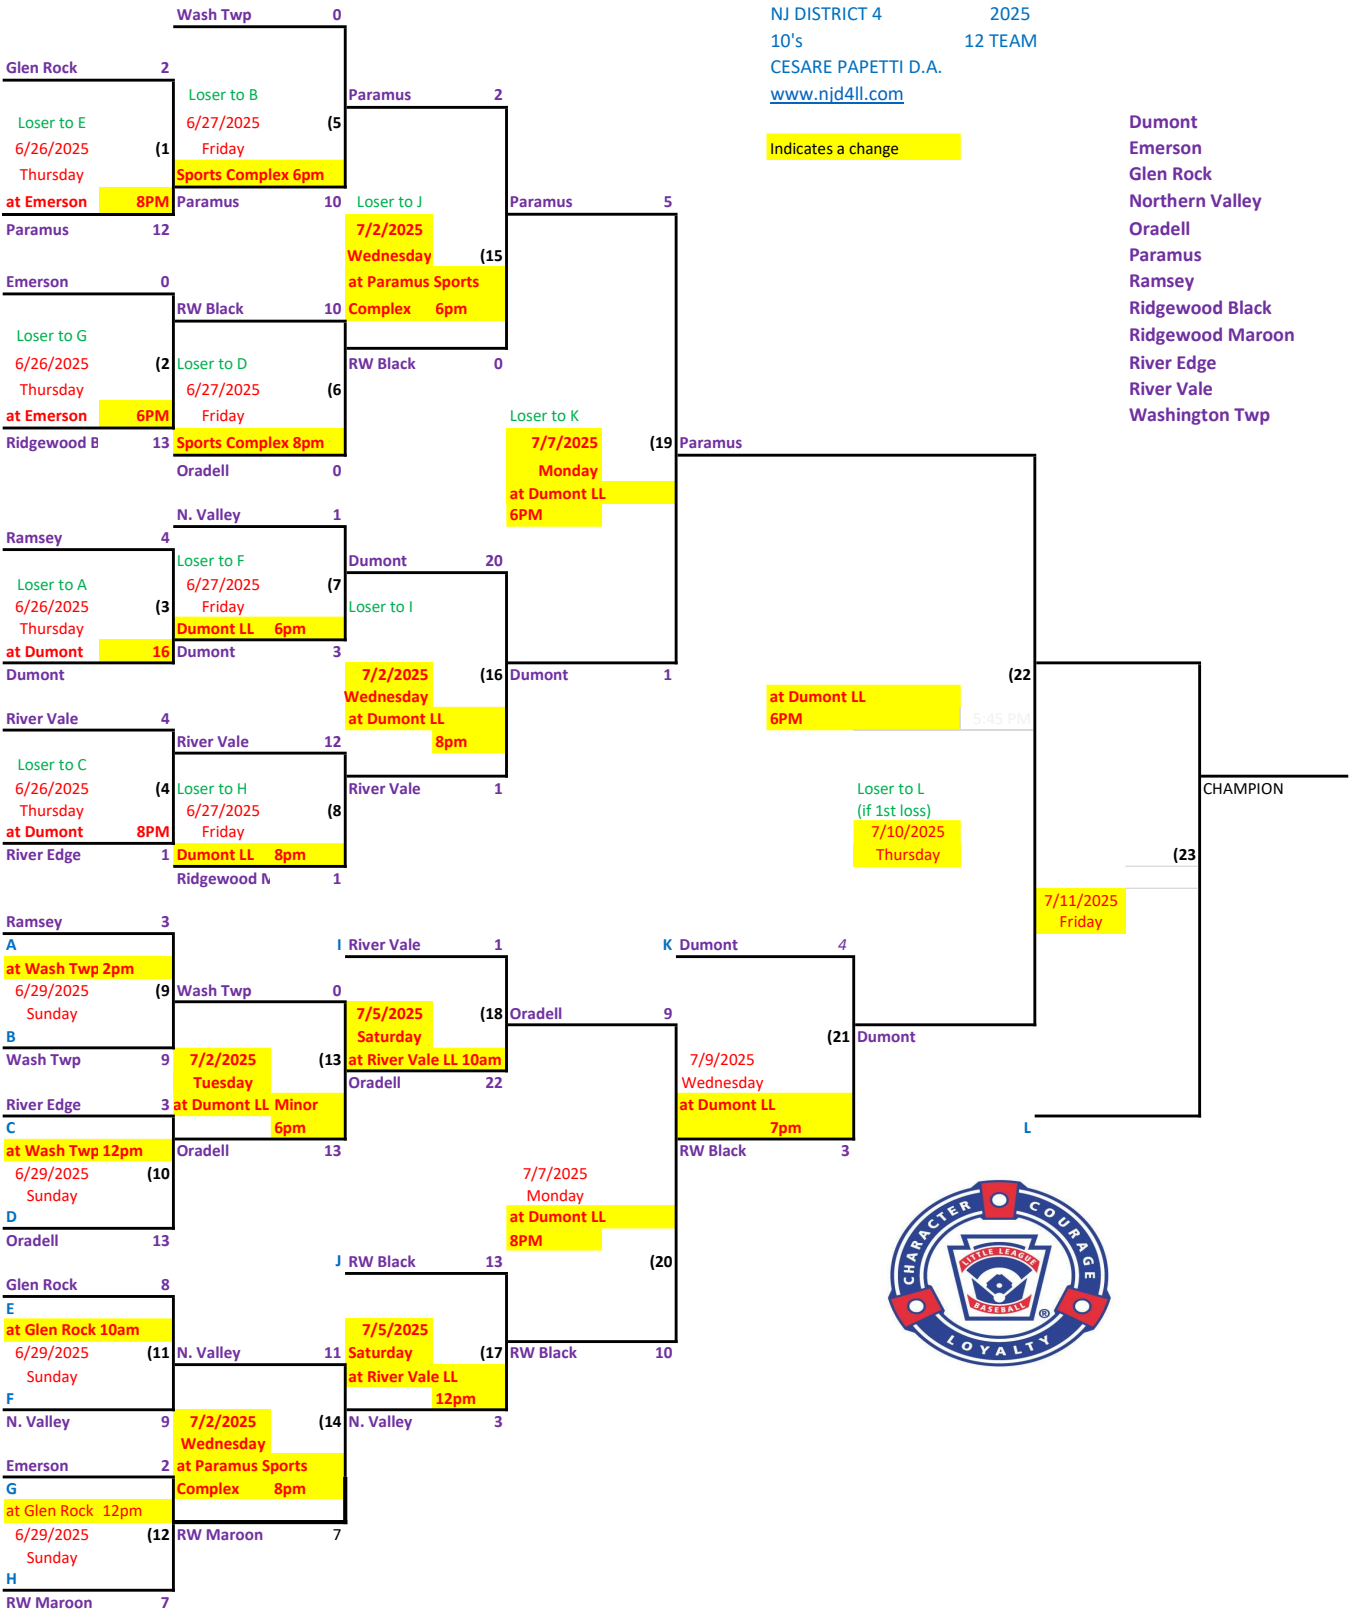 NJ DISTRICT 4 2025
10's 12 TEAM
CESARE PAPETTI D.A.
www.njd4ll.com
Indicates a change
Dumont
Emerson
Glen Rock
Northern Valley
Oradell
Paramus
Ramsey
Ridgewood Black
Ridgewood Maroon
River Edge
River Vale
Washington Twp
Glen Rock 2
Loser to E
6/26/2025 (1
Thursday
at Emerson 8PM
Paramus 12
Emerson 0
Loser to G
6/26/2025 (2
Thursday
at Emerson 6PM
Ridgewood B 13
Ramsey 4
Loser to A
6/26/2025 (3
Thursday
at Dumont 16
Dumont
River Vale 4
Loser to C
6/26/2025 (4
Thursday
at Dumont 8PM
River Edge 1
Wash Twp 0
Loser to B
6/27/2025 (5
Friday
Sports Complex 6pm
Paramus 10
RW Black 10
Loser to D
6/27/2025 (6
Friday
Sports Complex 8pm
Oradell 0
N. Valley 1
Loser to F
6/27/2025 (7
Friday
Dumont LL 6pm
Dumont 3
River Vale 12
Loser to H
6/27/2025 (8
Friday
Dumont LL 8pm
Ridgewood M 1
Paramus 2
Loser to J
7/2/2025
Wednesday (15
at Paramus Sports
Complex 6pm
RW Black 0
Dumont 20
Loser to I
7/2/2025 (16
Wednesday
at Dumont LL
8pm
River Vale 1
Paramus 5
Loser to K
7/7/2025 (19
Monday
at Dumont LL
6PM
Dumont 1
Paramus
(22
at Dumont LL
6PM 5:45 PM
Loser to L
(if 1st loss)
7/10/2025
Thursday
CHAMPION
(23
7/11/2025
Friday
Ramsey 3
A
at Wash Twp 2pm
6/29/2025 (9
Sunday
B
Wash Twp 9
River Edge 3
C
at Wash Twp 12pm
6/29/2025 (10
Sunday
D
Oradell 13
Glen Rock 8
E
at Glen Rock 10am
6/29/2025 (11
Sunday
F
N. Valley 9
Emerson 2
G
at Glen Rock 12pm
6/29/2025 (12
Sunday
H
RW Maroon 7
Wash Twp 0
7/2/2025 (13
Tuesday
at Dumont LL Minor
6pm
Oradell 13
N. Valley 11
7/2/2025 (14
Wednesday
at Paramus Sports
Complex 8pm
RW Maroon 7
I River Vale 1
7/5/2025 (18
Saturday
at River Vale LL 10am
Oradell 22
J RW Black 13
7/5/2025
Saturday (17
at River Vale LL
12pm
N. Valley 3
Oradell 9
7/7/2025
Monday
at Dumont LL
8PM
(20
RW Black 10
K Dumont 4
(21
7/9/2025
Wednesday
at Dumont LL
7pm
RW Black 3
Dumont
L
CHARACTER COURAGE
LOYALTY
LITTLE LEAGUE
BASEBALL
®